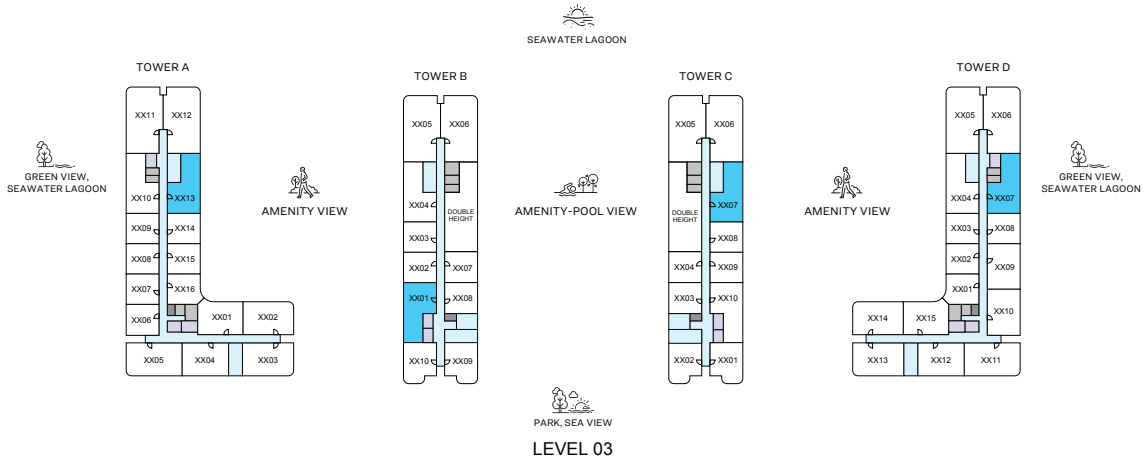 SEAWATER LAGOON
TOWER A
TOWER B
TOWER C
TOWER D
XX11
XX12
XX10
XX13
XX09
XX14
XX08
XX15
XX07
XX16
XX06
XX01
XX02
XX05
XX04
XX03
XX05
XX06
XX04
DOUBLE
HEIGHT
XX03
XX02
XX07
XX01
XX08
XX10
XX09
XX05
XX06
XX07
DOUBLE
HEIGHT
XX08
XX04
XX09
XX03
XX10
XX02
XX01
XX05
XX06
XX04
XX07
XX03
XX08
XX02
XX09
XX01
XX10
XX14
XX15
XX13
XX12
XX11
GREEN VIEW,
SEAWATER LAGOON
AMENITY VIEW
AMENITY-POOL VIEW
AMENITY VIEW
GREEN VIEW,
SEAWATER LAGOON
PARK, SEA VIEW
LEVEL 03